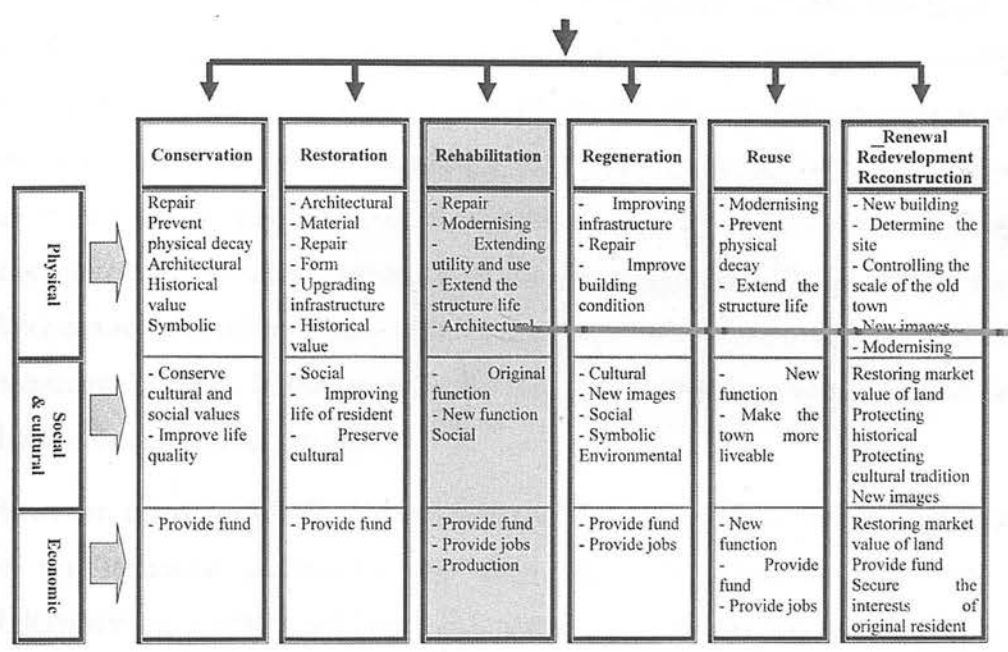 Conservation
Restoration
Rehabilitation
Regeneration
Reuse
Renewal
Redevelopment
Reconstruction
Physical
Repair
Prevent
physical decay
Architectural
Historical
value
Symbolic
- Architectural
- Material
- Repair
- Form
- Upgrading
infrastructure
- Historical
value
- Repair
- Modernising
- Extending
utility and use
- Extend the
structure life
- Architectural
- Improving
infrastructure
- Repair
- Improve
building
condition
- Modernising
- Prevent
physical
decay
- Extend the
structure life
- New building
- Determine the
site
- Controlling the
scale of the old
town
- New images
- Modernising
Social
& cultural
- Conserve
cultural and
social values
- Improve life
quality
- Social
- Improving
life of resident
- Preserve
cultural
- Original
function
- New function
Social
- Cultural
- New images
- Social
- Symbolic
Environmental
- New
function
- Make the
town more
liveable
Restoring market
value of land
Protecting
historical
Protecting
cultural tradition
New images
Economic
- Provide fund
- Provide fund
- Provide fund
- Provide jobs
- Production
- Provide fund
- Provide jobs
- New
function
- Provide
fund
- Provide jobs
Restoring market
value of land
Provide fund
Secure the
interests of
original resident